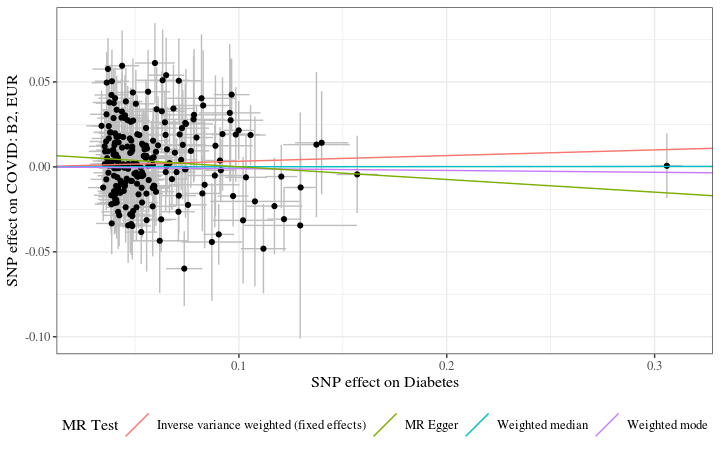 SNP effect on COVID: B2, EUR
0.05
0.00
-0.05
-0.10
0.1 0.2 0.3
SNP effect on Diabetes
MR Test Inverse variance weighted (fixed effects) MR Egger Weighted median Weighted mode